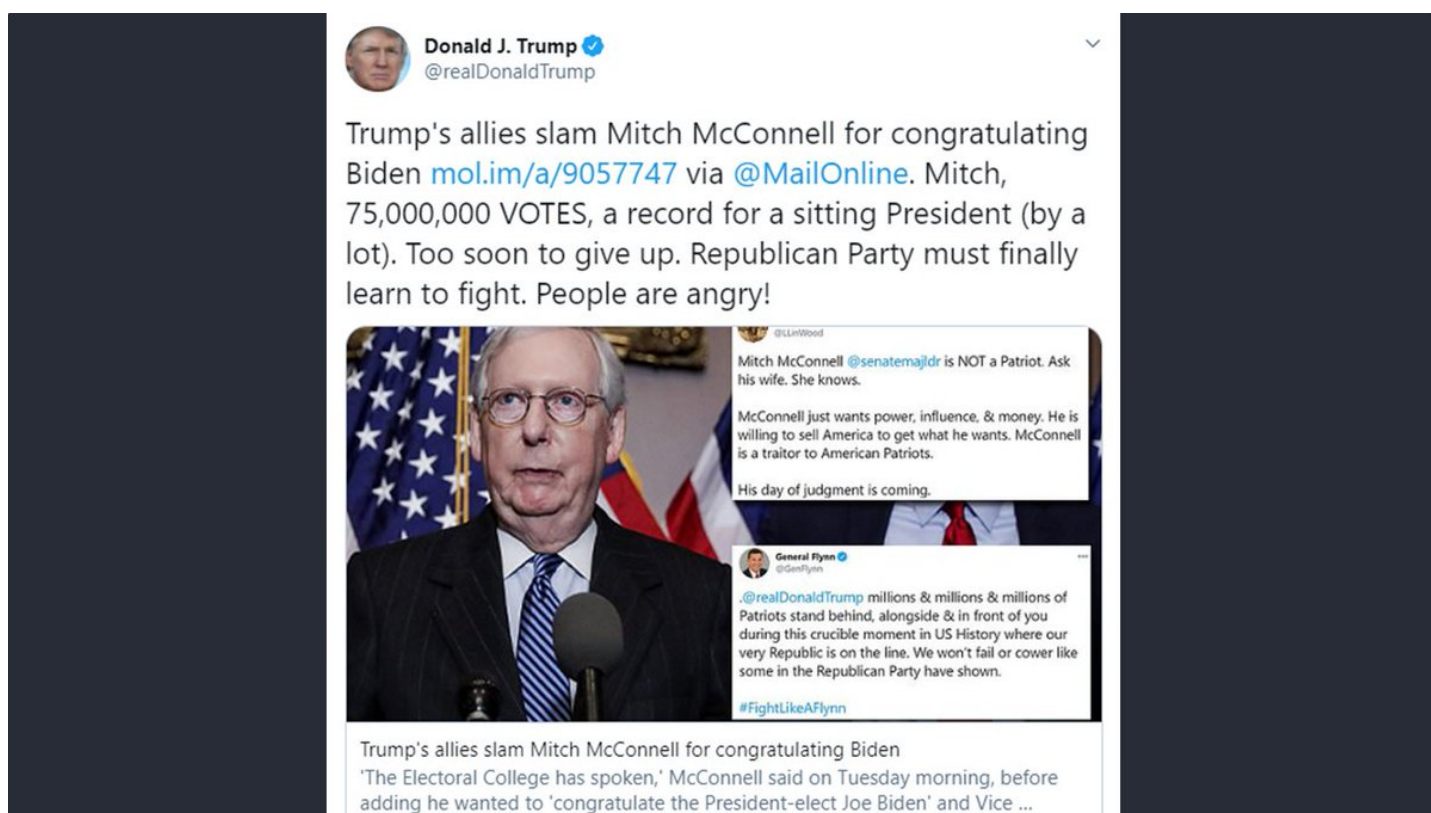 Donald J. Trump
@realDonaldTrump
Trump's allies slam Mitch McConnell for congratulating
Biden mol.im/a/9057747 via @MailOnline. Mitch,
75,000,000 VOTES, a record for a sitting President (by a
lot). Too soon to give up. Republican Party must finally
learn to fight. People are angry!
@LLinWood
Mitch McConnell @senatemajldr is NOT a Patriot. Ask
his wife. She knows.
McConnell just wants power, influence, & money. He is
willing to sell America to get what he wants. McConnell
is a traitor to American Patriots.
His day of judgment is coming.
General Flynn
@GenFlynn
.@realDonaldTrump millions & millions & millions of
Patriots stand behind, alongside & in front of you
during this crucible moment in US History where our
very Republic is on the line. We won't fail or cower like
some in the Republican Party have shown.
#FightLikeAFlynn
Trump's allies slam Mitch McConnell for congratulating Biden
'The Electoral College has spoken,' McConnell said on Tuesday morning, before
adding he wanted to 'congratulate the President-elect Joe Biden' and Vice ...